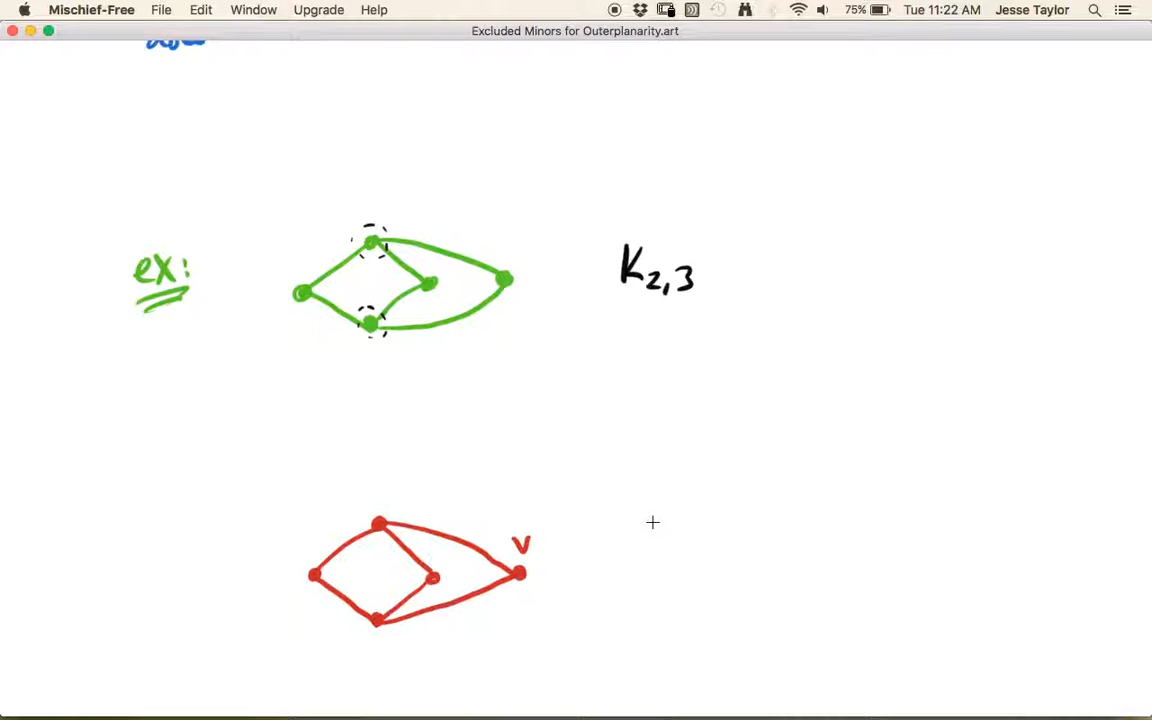 Mischief-Free File Edit Window Upgrade Help 75% Tue 11:22 AM Jesse Taylor
Excluded Minors for Outerplanarity.art
ex:
K2,3
v